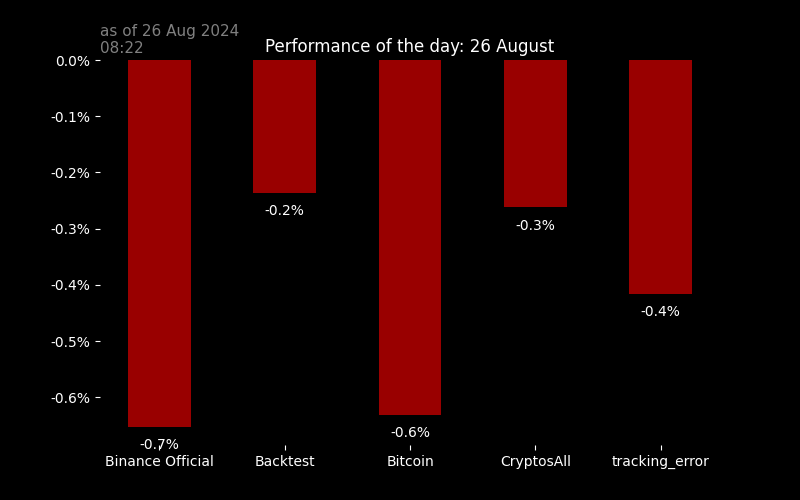 as of 26 Aug 2024
08:22
Performance of the day: 26 August
0.0%
-0.1%
-0.2%
-0.3%
-0.4%
-0.5%
-0.6%
-0.7%
-0.2%
-0.6%
-0.3%
-0.4%
Binance Official
Backtest
Bitcoin
CryptosAll
tracking_error